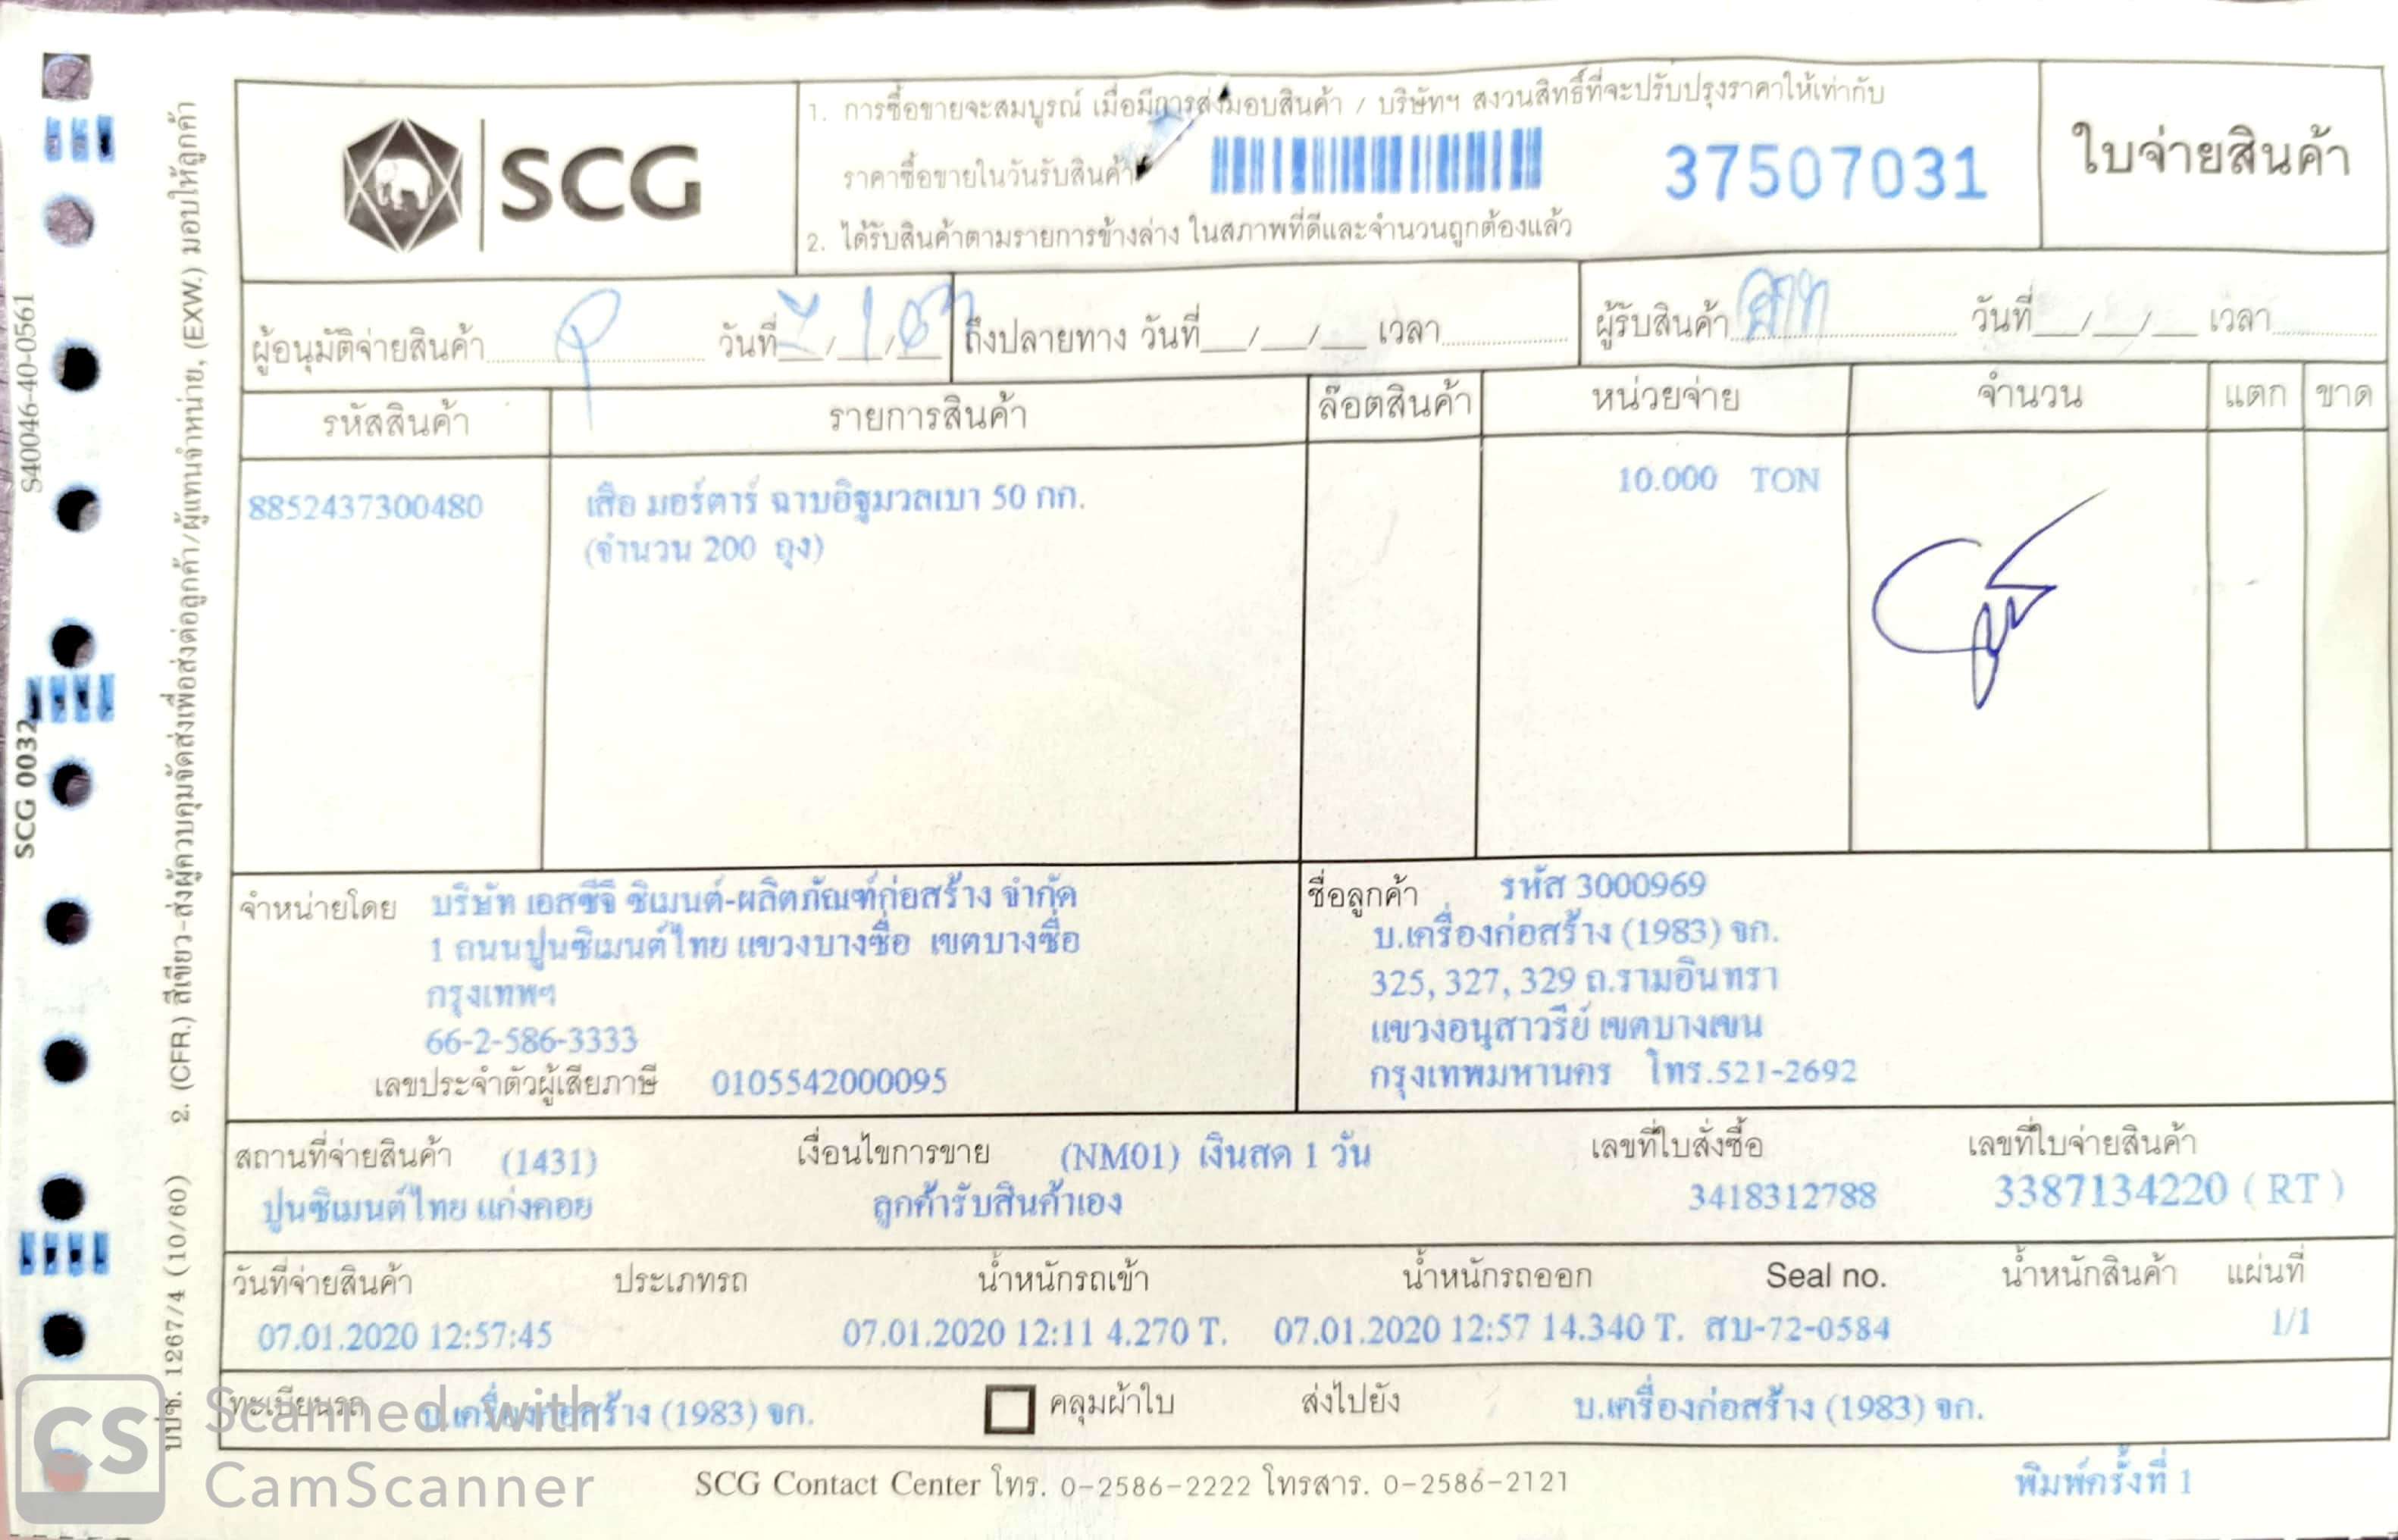 SCG
1. การซื้อขายจะสมบูรณ์ เมื่อมีการส่งมอบสินค้า / บริษัทฯ สงวนสิทธิ์ที่จะปรับปรุงราคาให้เท่ากับ
ราคาซื้อขายในวันรับสินค้า
37507031
2. ได้รับสินค้าตามรายการข้างล่าง ในสภาพที่ดีและจำนวนถูกต้องแล้ว
ใบจ่ายสินค้า
ผู้อนุมัติจ่ายสินค้า วันที่ / / ถึงปลายทาง วันที่__/__/__ เวลา ผู้รับสินค้า วันที่__/__/__ เวลา
รหัสสินค้า รายการสินค้า ล๊อตสินค้า หน่วยจ่าย จำนวน แตก ขาด
8852437300480 เสือ มอร์ตาร์ ฉาบอิฐมวลเบา 50 กก. 10.000 TON
(จำนวน 200 ถุง)
จำหน่ายโดย บริษัท เอสซีจี ซิเมนต์-ผลิตภัณฑ์ก่อสร้าง จำกัด
1 ถนนปูนซิเมนต์ไทย แขวงบางซื่อ เขตบางซื่อ
กรุงเทพฯ
66-2-586-3333
เลขประจำตัวผู้เสียภาษี 0105542000095
ชื่อลูกค้า รหัส 3000969
บ.เครื่องก่อสร้าง (1983) จก.
325, 327, 329 ถ.รามอินทรา
แขวงอนุสาวรีย์ เขตบางเขน
กรุงเทพมหานคร โทร.521-2692
สถานที่จ่ายสินค้า (1431) เงื่อนไขการขาย (NM01) เงินสด 1 วัน เลขที่ใบสั่งซื้อ เลขที่ใบจ่ายสินค้า
ปูนซิเมนต์ไทย แก่งคอย ลูกค้ารับสินค้าเอง 3418312788 3387134220 ( RT )
วันที่จ่ายสินค้า ประเภทรถ น้ำหนักรถเข้า น้ำหนักรถออก Seal no. น้ำหนักสินค้า แผ่นที่
07.01.2020 12:57:45 07.01.2020 12:11 4.270 T. 07.01.2020 12:57 14.340 T. สบ-72-0584 1/1
ทะเบียนรถ บ.เครื่องก่อสร้าง (1983) จก. คลุมผ้าใบ ส่งไปยัง บ.เครื่องก่อสร้าง (1983) จก.
SCG Contact Center โทร. 0-2586-2222 โทรสาร. 0-2586-2121
พิมพ์ครั้งที่ 1
S40046-40-0561
SCG 0032
บปซ. 1267/4 (10/60) 2. (CFR.) สีเขียว-ส่งผู้ควบคุมจัดส่งเพื่อส่งต่อลูกค้า/ผู้แทนจำหน่าย, (EXW.) มอบให้ลูกค้า
CS Scanned with
CamScanner